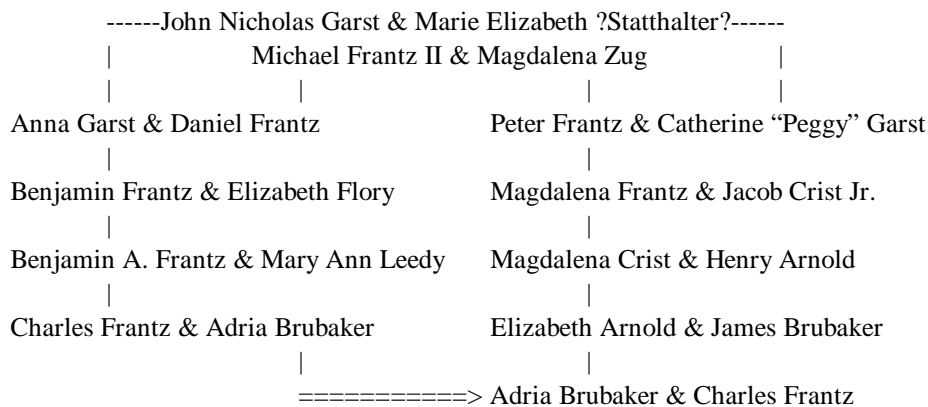 ------John Nicholas Garst & Marie Elizabeth ?Statthalter?------
| Michael Frantz II & Magdalena Zug |
| | | |
Anna Garst & Daniel Frantz Peter Frantz & Catherine “Peggy” Garst
| |
Benjamin Frantz & Elizabeth Flory Magdalena Frantz & Jacob Crist Jr.
| |
Benjamin A. Frantz & Mary Ann Leedy Magdalena Crist & Henry Arnold
| |
Charles Frantz & Adria Brubaker Elizabeth Arnold & James Brubaker
| |
===========> Adria Brubaker & Charles Frantz